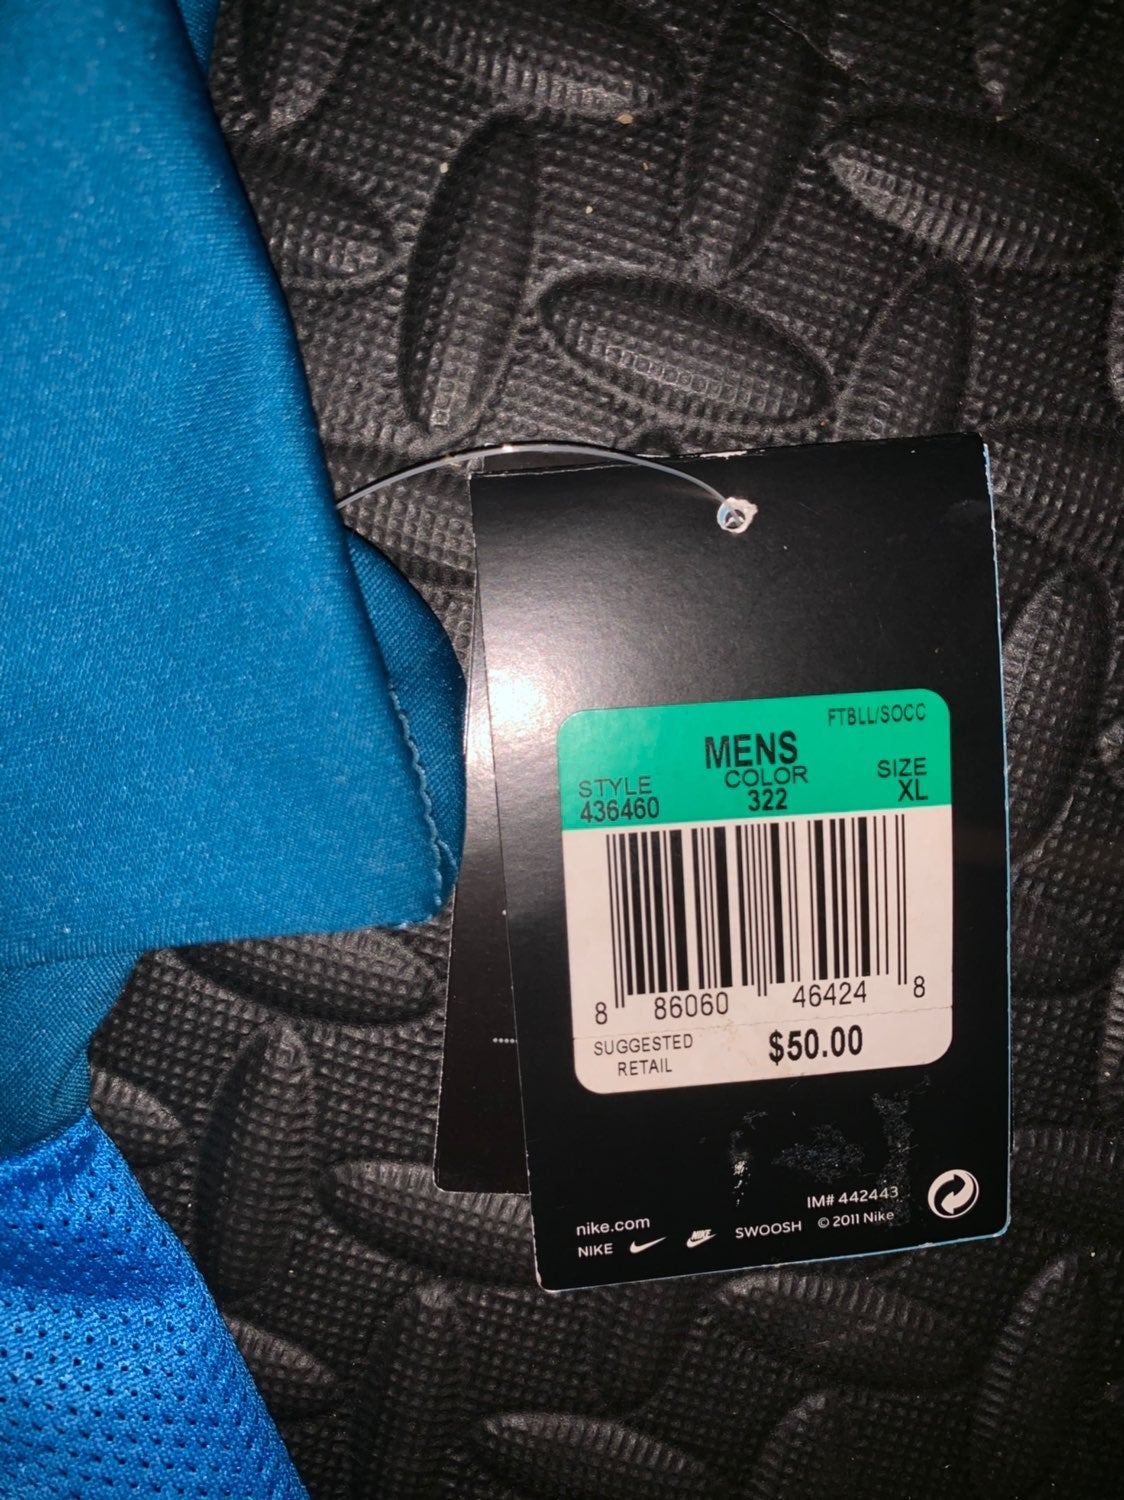 FTBLL/SOCC
MENS
STYLE COLOR SIZE
436460 322 XL
8 86060 46424 8
SUGGESTED RETAIL $50.00
IM# 442443
nike.com
NIKE NIKE SWOOSH © 2011 Nike